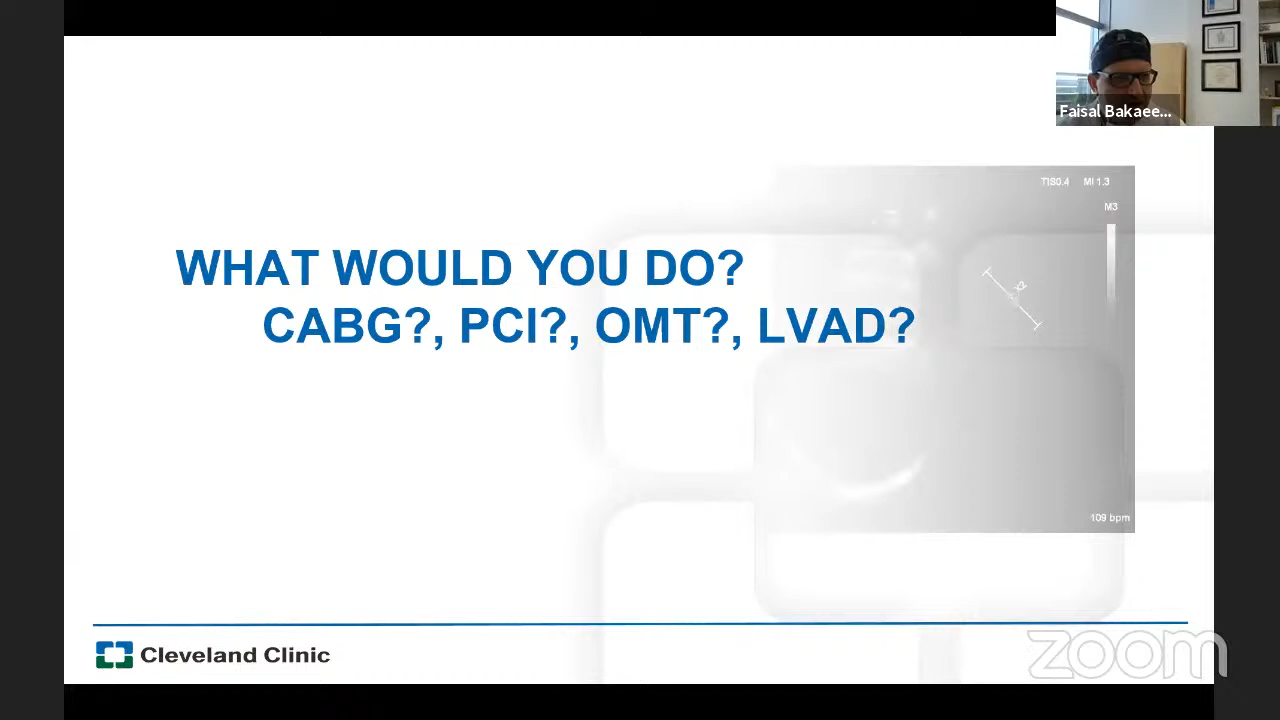 Faisal Bakaee...
TIS0.4 MI 1.3
M3
x2
WHAT WOULD YOU DO?
CABG?, PCI?, OMT?, LVAD?
109 bpm
Cleveland Clinic
zoom